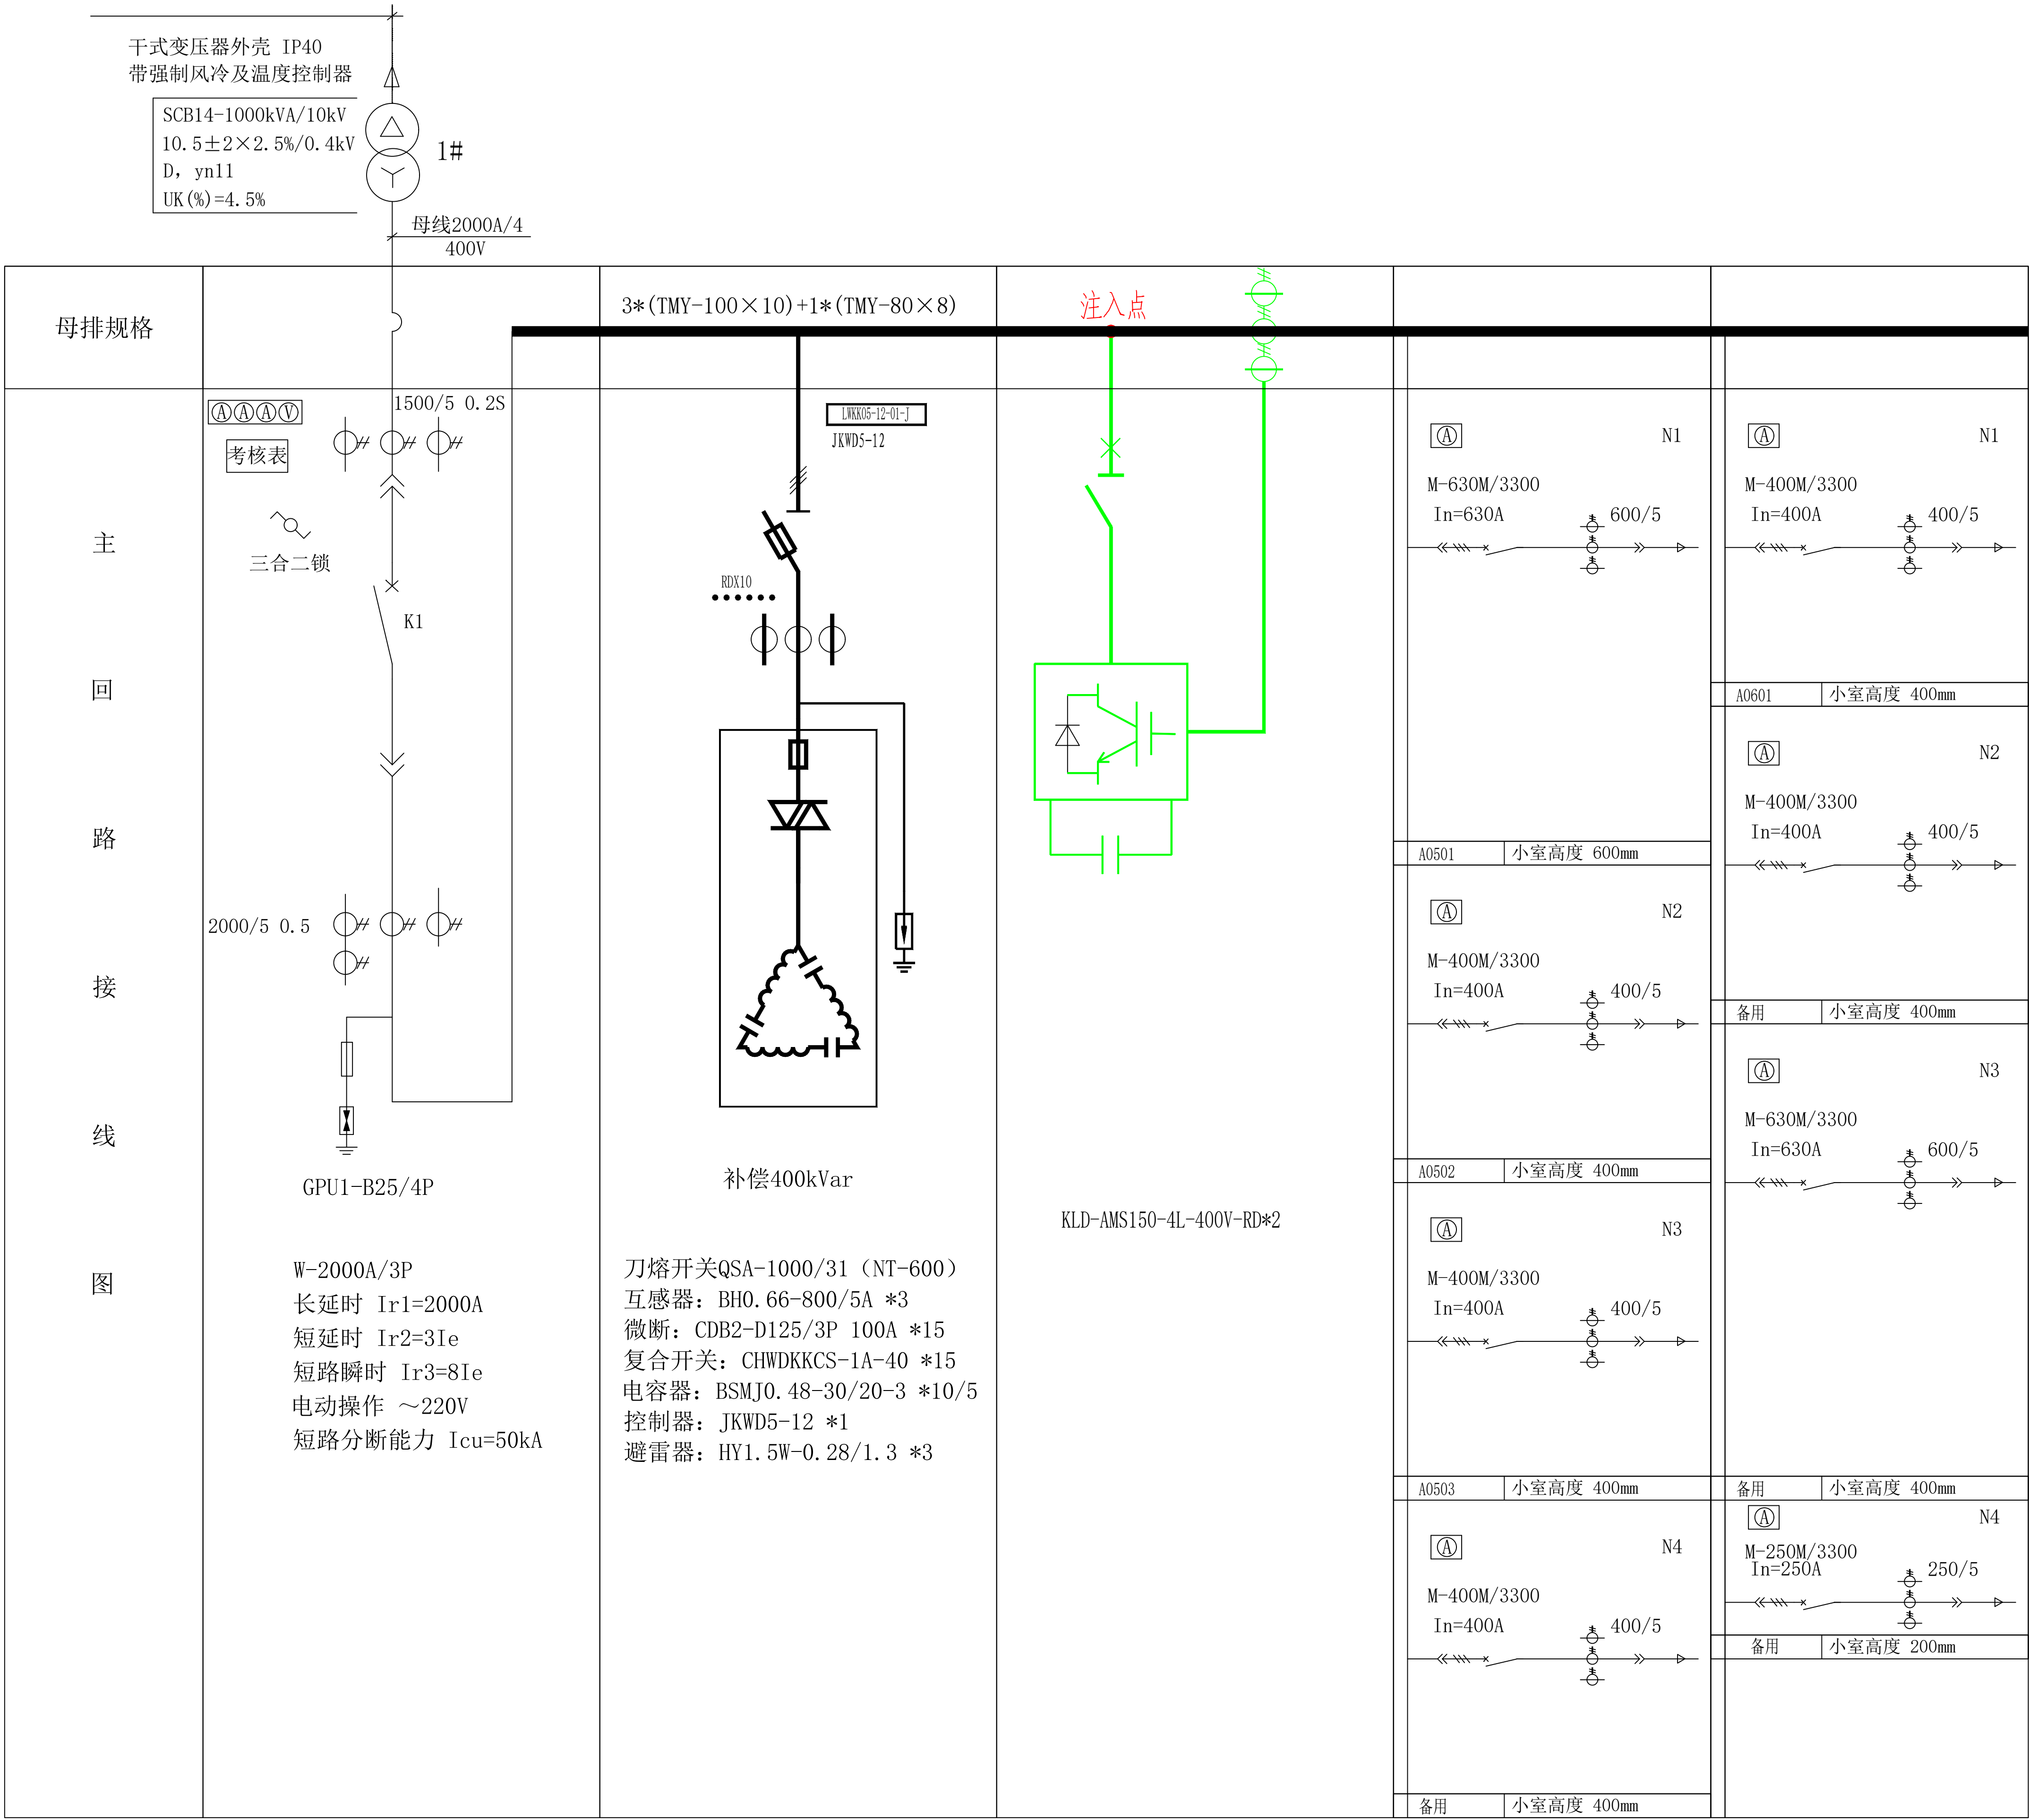 干式变压器外壳 IP40
带强制风冷及温度控制器
SCB14-1000kVA/10kV
10.5±2×2.5%/0.4kV
D, yn11
UK(%)=4.5%
1#
母线2000A/4
400V
母排规格
3*(TMY-100×10)+1*(TMY-80×8)
注入点
主
回
路
接
线
图
AAAV
1500/5 0.2S
考核表
三合二锁
K1
2000/5 0.5
GPU1-B25/4P
W-2000A/3P
长延时 Ir1=2000A
短延时 Ir2=3Ie
短路瞬时 Ir3=8Ie
电动操作 ~220V
短路分断能力 Icu=50kA
LWKK05-12-01-J
JKWD5-12
RDX10
补偿400kVar
刀熔开关QSA-1000/31（NT-600）
互感器：BH0.66-800/5A *3
微断：CDB2-D125/3P 100A *15
复合开关：CHWDKKCS-1A-40 *15
电容器：BSMJ0.48-30/20-3 *10/5
控制器：JKWD5-12 *1
避雷器：HY1.5W-0.28/1.3 *3
KLD-AMS150-4L-400V-RD*2
A N1
M-630M/3300
In=630A 600/5
A0501 小室高度 600mm
A N2
M-400M/3300
In=400A 400/5
A0502 小室高度 400mm
A N3
M-400M/3300
In=400A 400/5
A0503 小室高度 400mm
A N4
M-400M/3300
In=400A 400/5
备用 小室高度 400mm
A N1
M-400M/3300
In=400A 400/5
A0601 小室高度 400mm
A N2
M-400M/3300
In=400A 400/5
备用 小室高度 400mm
A N3
M-630M/3300
In=630A 600/5
备用 小室高度 400mm
A N4
M-250M/3300
In=250A 250/5
备用 小室高度 200mm